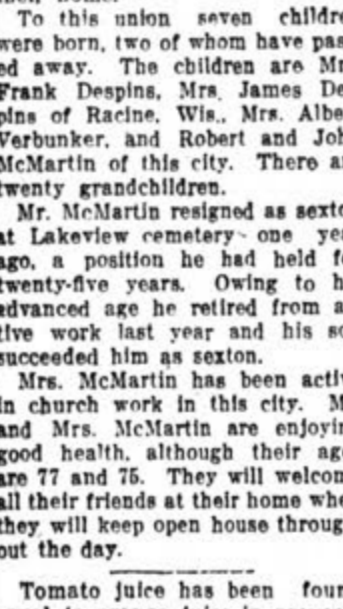 To this union seven childre
were born, two of whom have pas
ed away. The children are Mr
Frank Despins, Mrs. James De
pins of Racine, Wis., Mrs. Albe
Verbunker, and Robert and Joh
McMartin of this city. There a
twenty grandchildren.
Mr. McMartin resigned as sexto
at Lakeview cemetery one ye
ago, a position he had held f
twenty-five years. Owing to h
advanced age he retired from a
tive work last year and his so
succeeded him as sexton.
Mrs. McMartin has been activ
in church work in this city. M
and Mrs. McMartin are enjoyin
good health, although their ag
are 77 and 75. They will welcom
all their friends at their home whe
they will keep open house throug
out the day.
Tomato juice has been foun